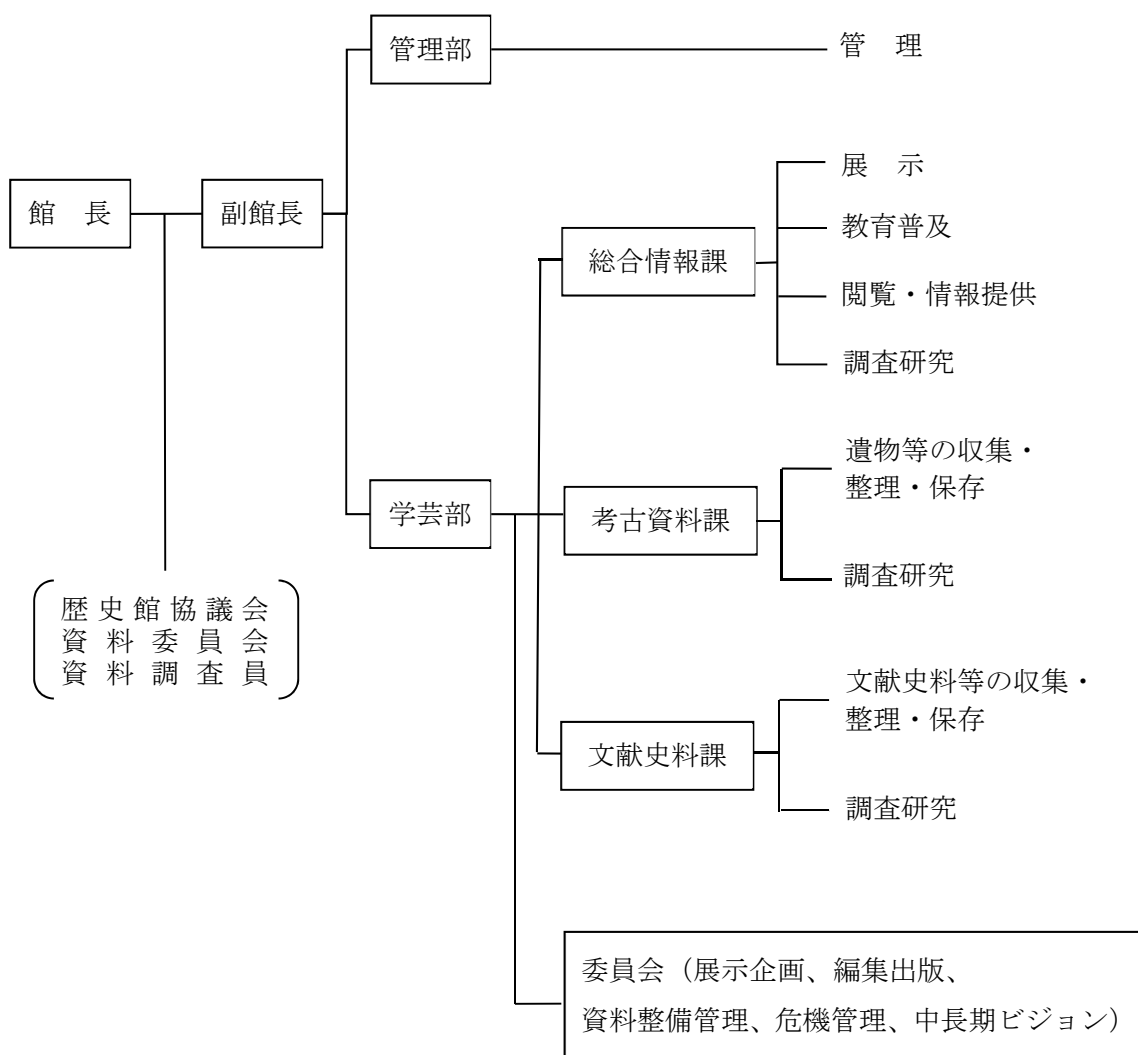 管理部
管　理
館　長
副館長
総合情報課
展　示
教育普及
閲覧・情報提供
調査研究
学芸部
考古資料課
遺物等の収集・
整理・保存
調査研究
歴史館協議会
資料委員会
資料調査員
文献史料課
文献史料等の収集・
整理・保存
調査研究
委員会（展示企画、編集出版、
資料整備管理、危機管理、中長期ビジョン）